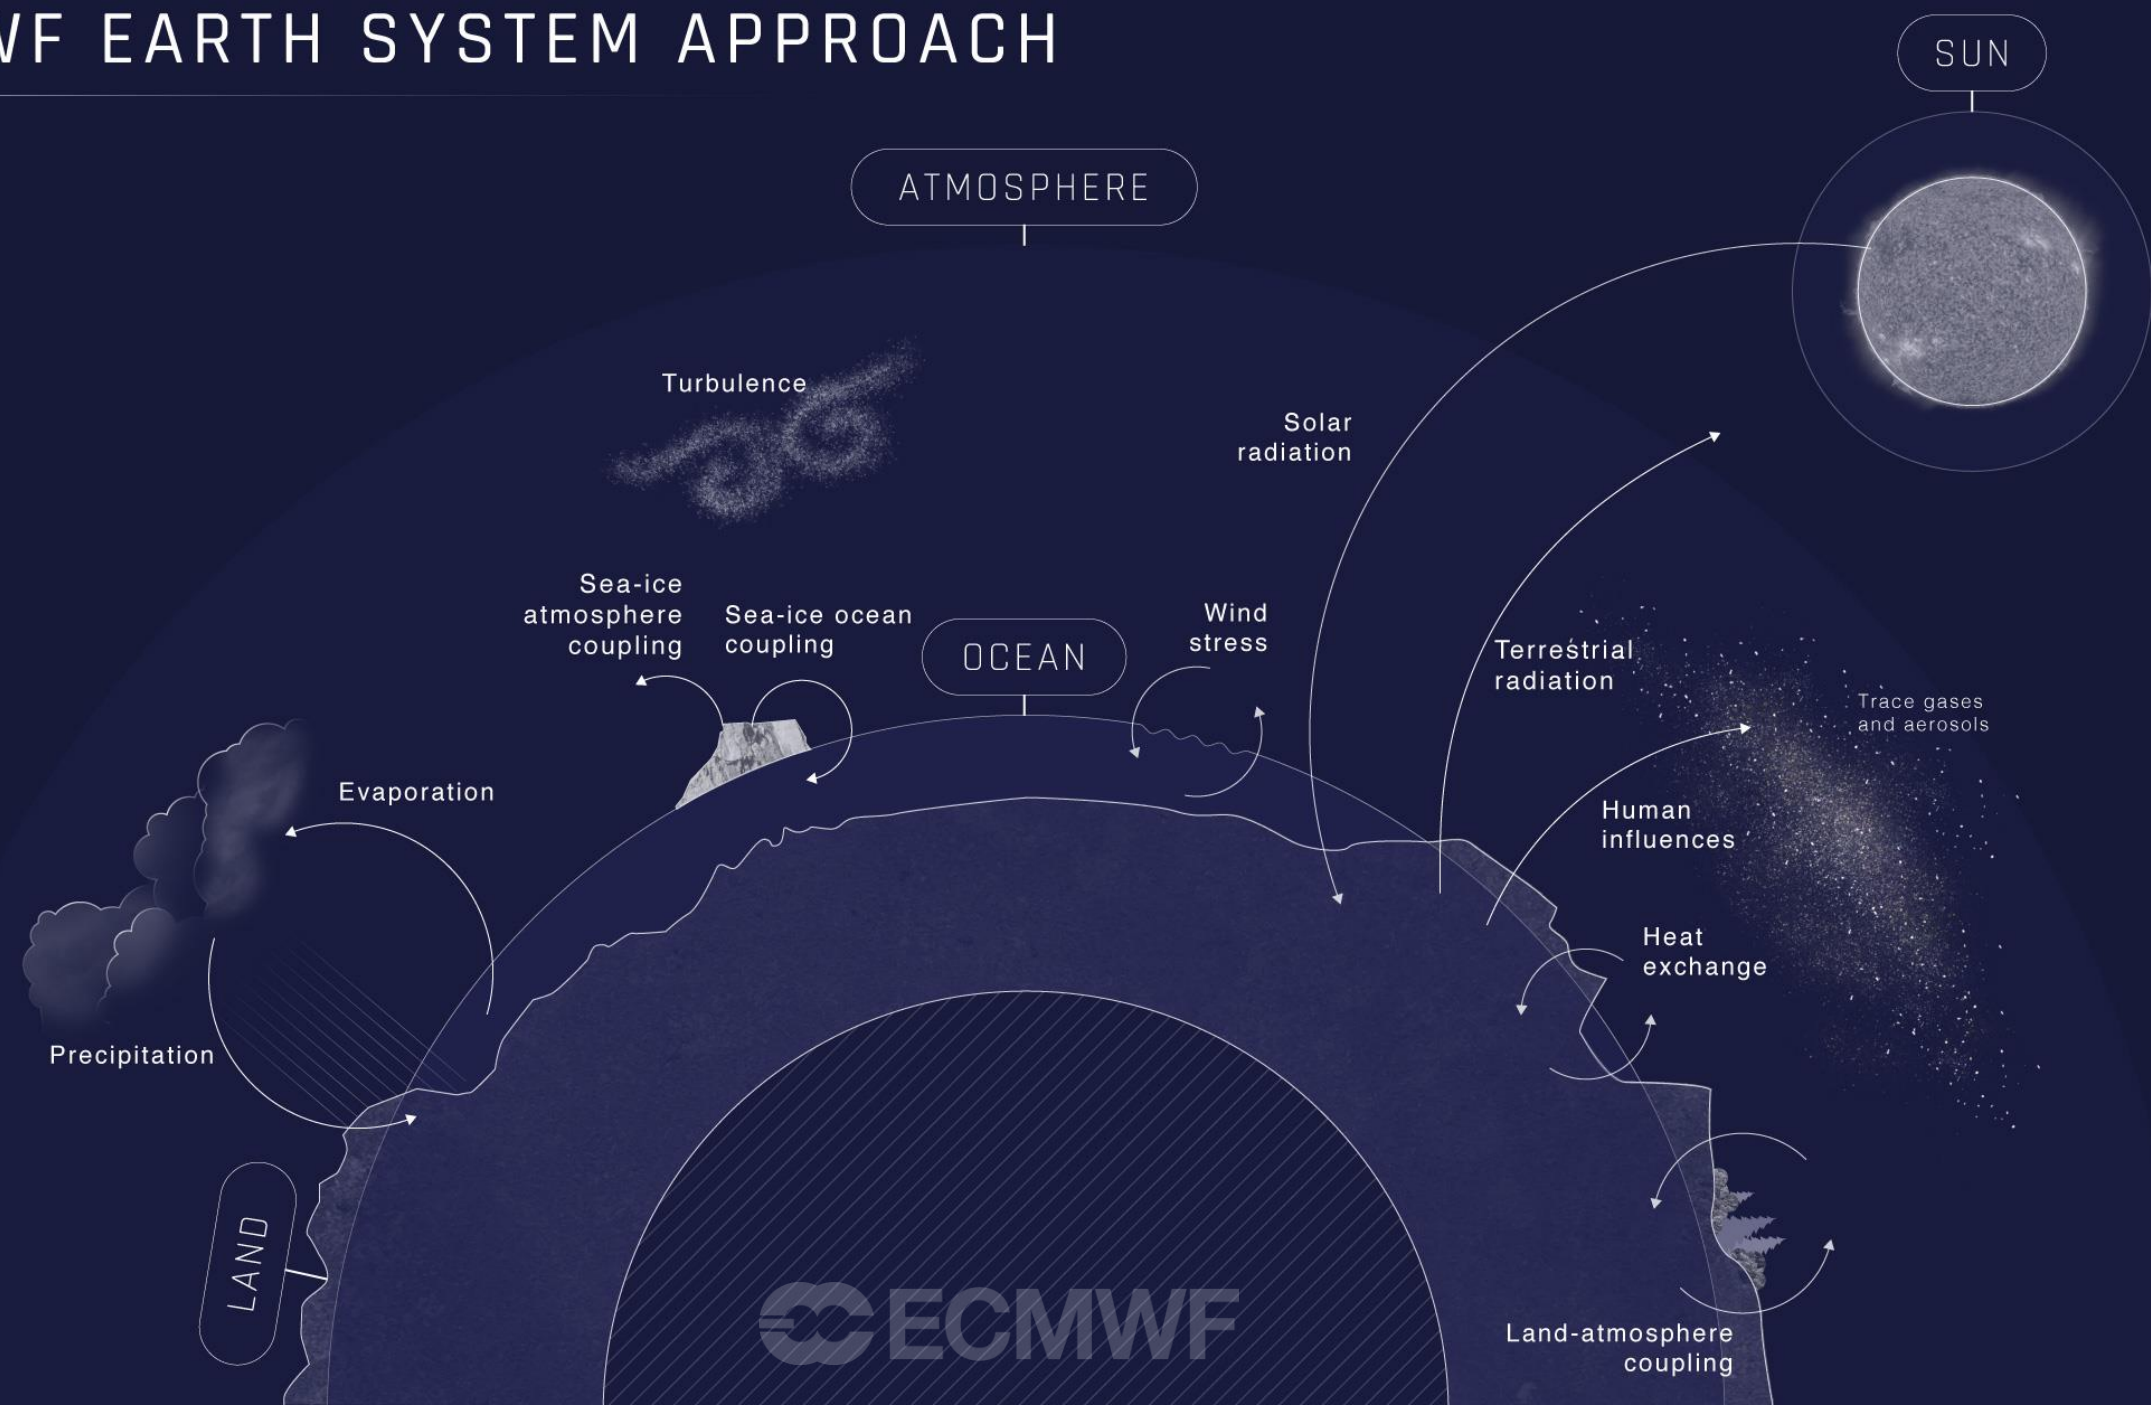 WF EARTH SYSTEM APPROACH
SUN
ATMOSPHERE
Turbulence
Solar
radiation
Sea-ice
atmosphere
coupling
Sea-ice ocean
coupling
OCEAN
Wind
stress
Terrestrial
radiation
Trace gases
and aerosols
Evaporation
Human
influences
Heat
exchange
Precipitation
LAND
ECMWF
Land-atmosphere
coupling